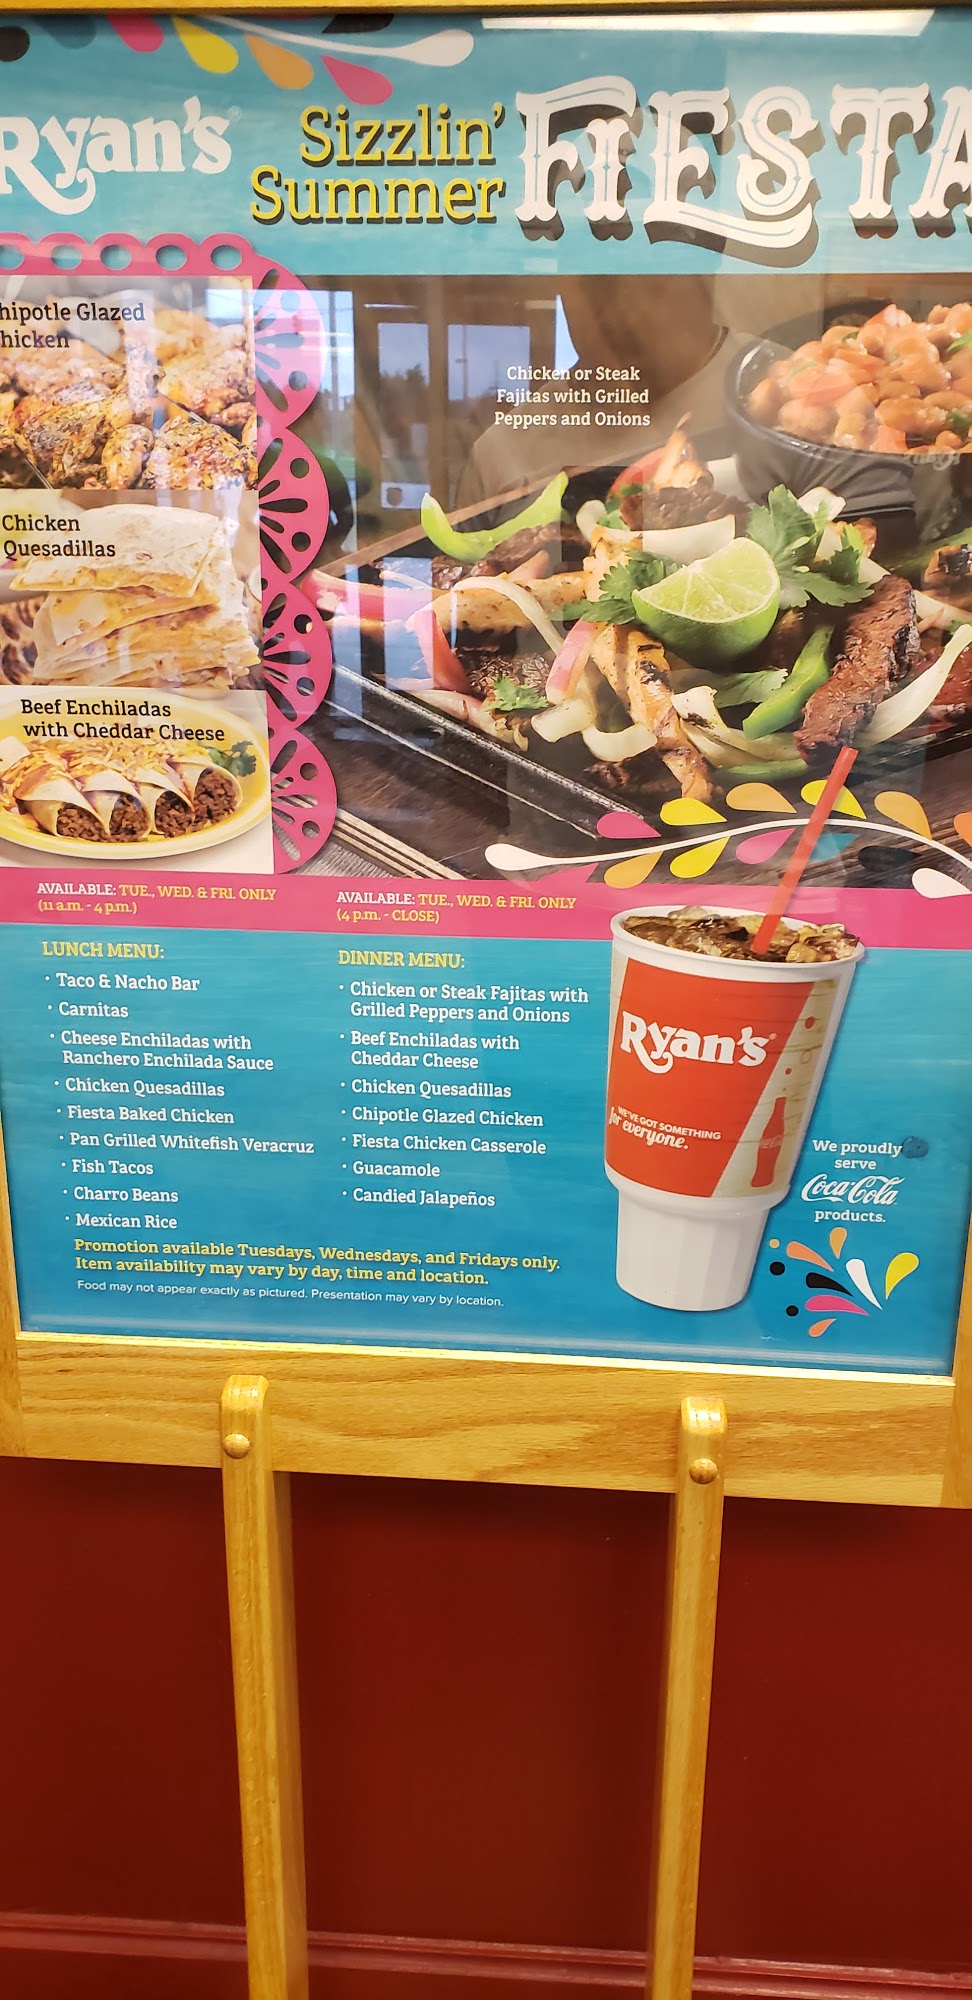 Ryan's
Sizzlin'
Summer
FIESTA
hipotle Glazed
hicken
Chicken
Quesadillas
Beef Enchiladas
with Cheddar Cheese
Chicken or Steak
Fajitas with Grilled
Peppers and Onions
AVAILABLE: TUE., WED. & FRI. ONLY
(11 a.m. - 4 p.m.)
LUNCH MENU:
· Taco & Nacho Bar
· Carnitas
· Cheese Enchiladas with
Ranchero Enchilada Sauce
· Chicken Quesadillas
· Fiesta Baked Chicken
· Pan Grilled Whitefish Veracruz
· Fish Tacos
· Charro Beans
· Mexican Rice
AVAILABLE: TUE., WED. & FRI. ONLY
(4 p.m. - CLOSE)
DINNER MENU:
· Chicken or Steak Fajitas with
Grilled Peppers and Onions
· Beef Enchiladas with
Cheddar Cheese
· Chicken Quesadillas
· Chipotle Glazed Chicken
· Fiesta Chicken Casserole
· Guacamole
· Candied Jalapeños
Promotion available Tuesdays, Wednesdays, and Fridays only.
Item availability may vary by day, time and location.
Food may not appear exactly as pictured. Presentation may vary by location.
Ryan's
WE'VE GOT SOMETHING
for everyone.
We proudly
serve
Coca-Cola
products.